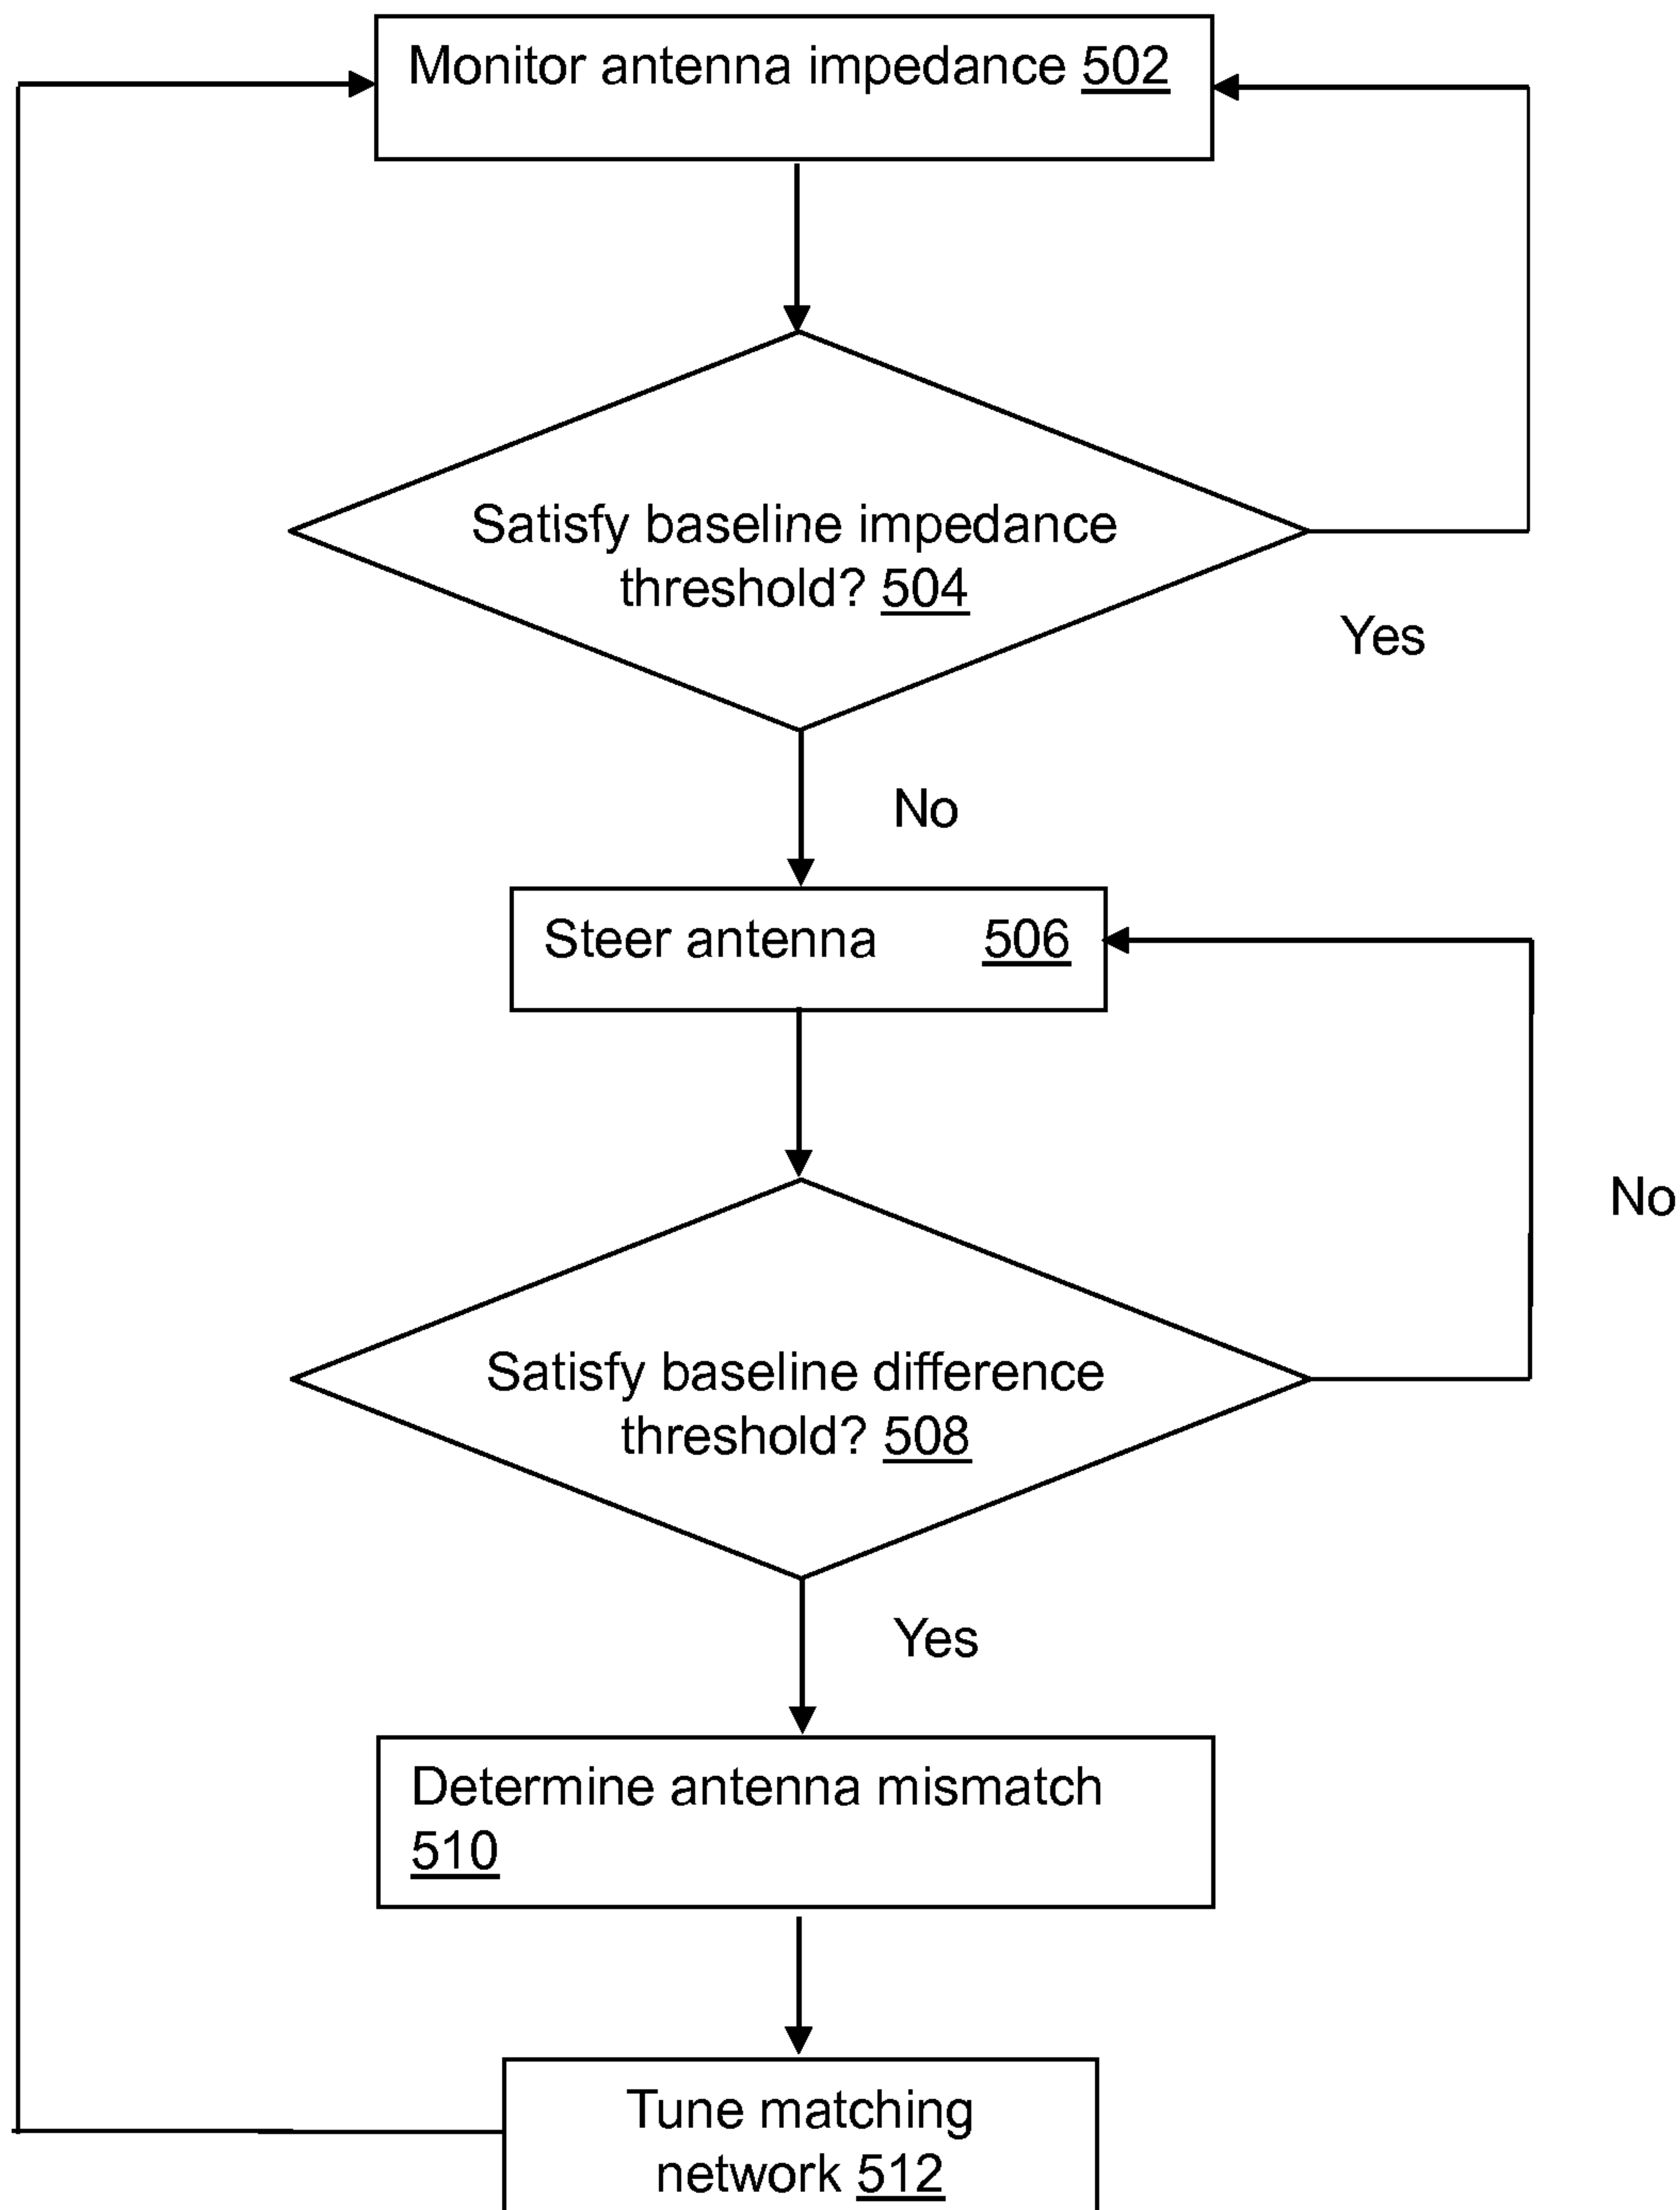 Monitor antenna impedance 502
Satisfy baseline impedance
threshold? 504
Yes
No
Steer antenna 506
No
Satisfy baseline difference
threshold? 508
Yes
Determine antenna mismatch
510
Tune matching
network 512